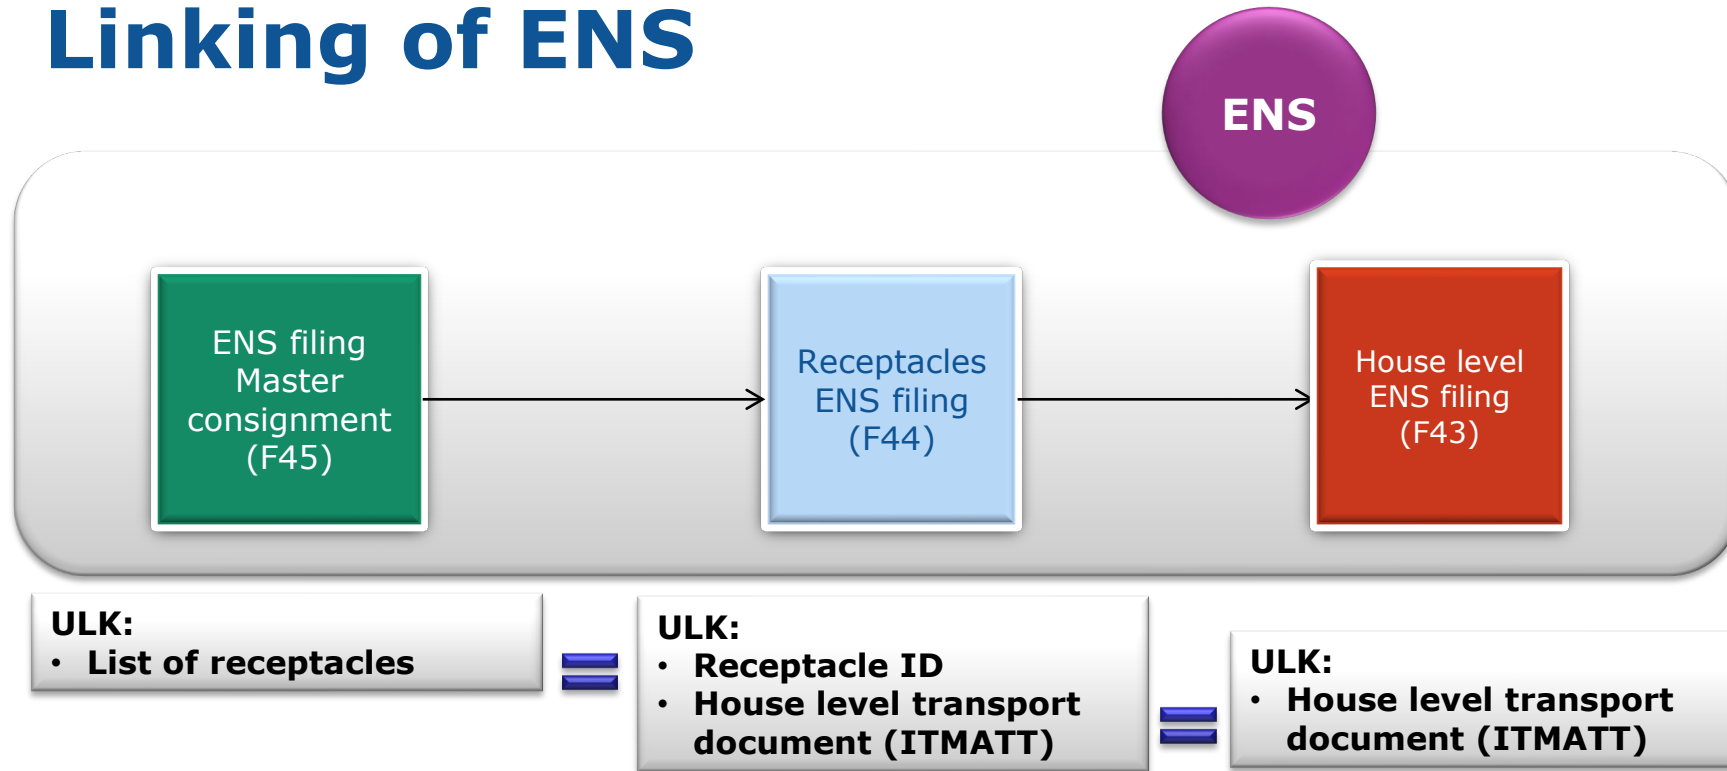 Linking of ENS
ENS
ENS filing
Master
consignment
(F45)
Receptacles
ENS filing
(F44)
House level
ENS filing
(F43)
ULK:
• List of receptacles
ULK:
• Receptacle ID
• House level transport
document (ITMATT)
ULK:
• House level transport
document (ITMATT)